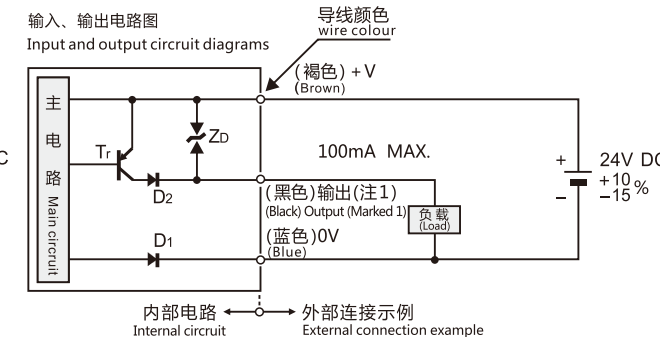 输入、输出电路图
Input and output circruit diagrams
导线颜色
wire colour
(褐色) +V
(Brown)
主电路
Main circruit
Tr
ZD
D2
100mA MAX.
C
+
24V DC
+10
-15 %
−
(黑色)输出(注1)
(Black) Output (Marked 1)
负载
(Load)
(蓝色)0V
(Blue)
D1
内部电路
Internal circruit
外部连接示例
External connection example